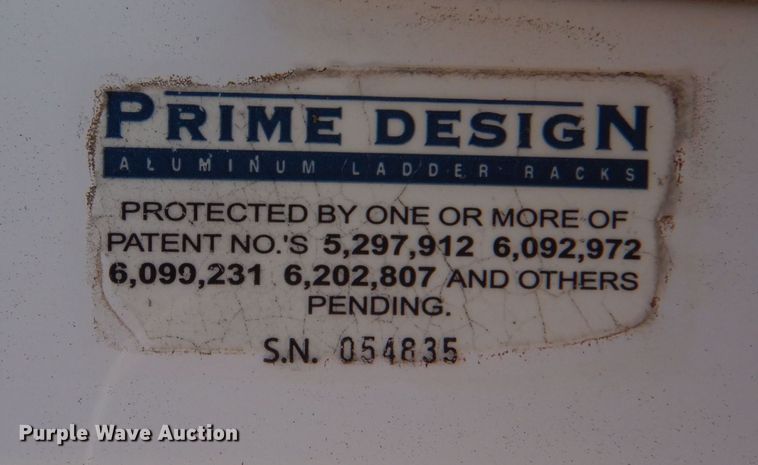 PRIME DESIGN
ALUMINUM LADDER RACKS
PROTECTED BY ONE OR MORE OF
PATENT NO.'S 5,297,912 6,092,972
6,099,231 6,202,807 AND OTHERS
PENDING.
S.N. 054835
Purple Wave Auction